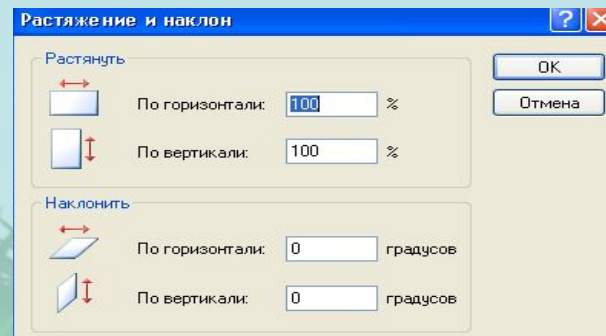 Растяжение и наклон
Растянуть
По горизонтали: 100 %
По вертикали: 100 %
OK
Отмена
Наклонить
По горизонтали: 0 градусов
По вертикали: 0 градусов